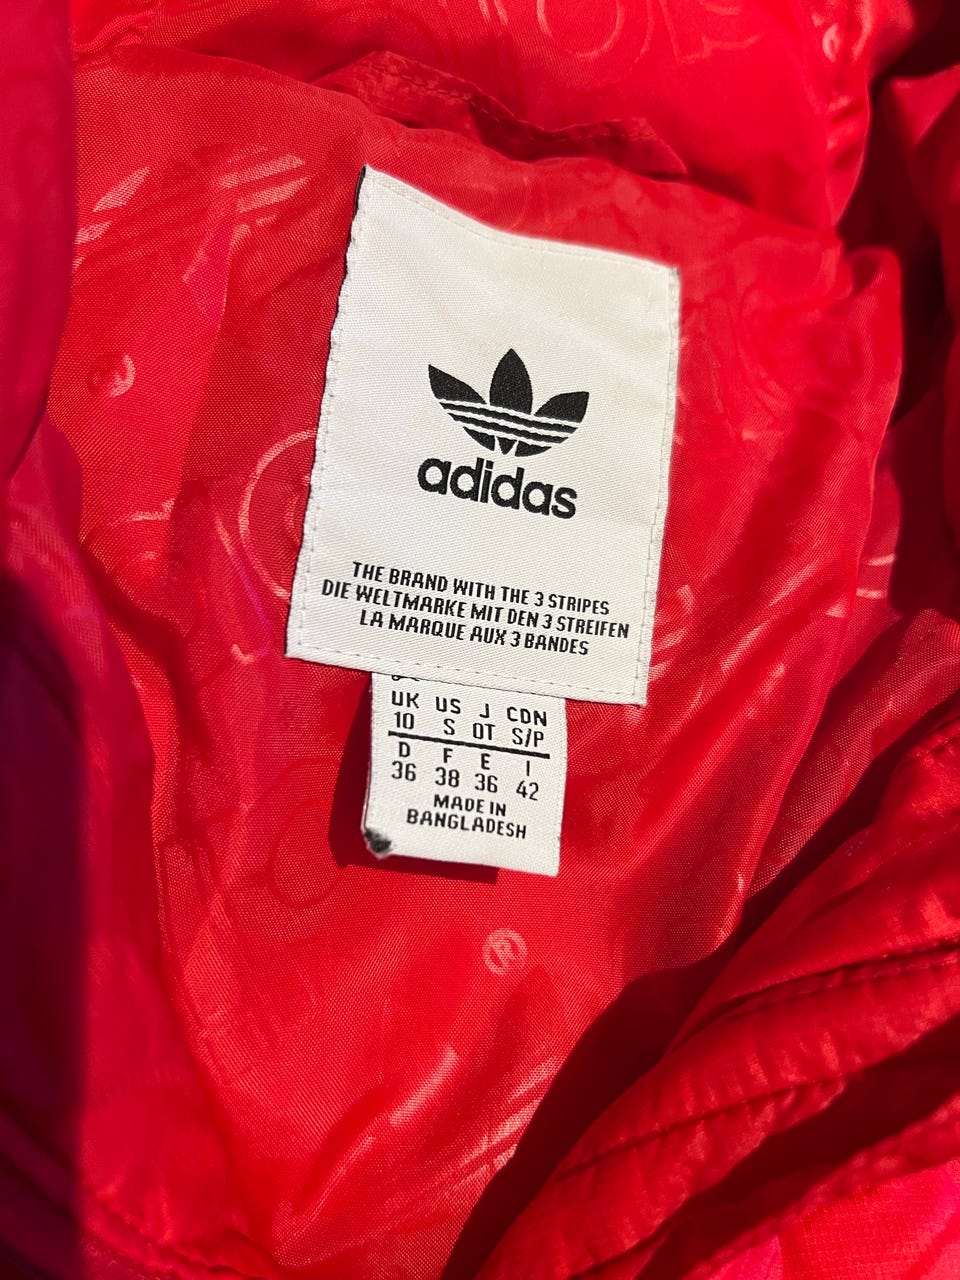 adidas
THE BRAND WITH THE 3 STRIPES
DIE WELTMARKE MIT DEN 3 STREIFEN
LA MARQUE AUX 3 BANDES
UK US J CDN
10 S OT S/P
D F E I
36 38 36 42
MADE IN
BANGLADESH